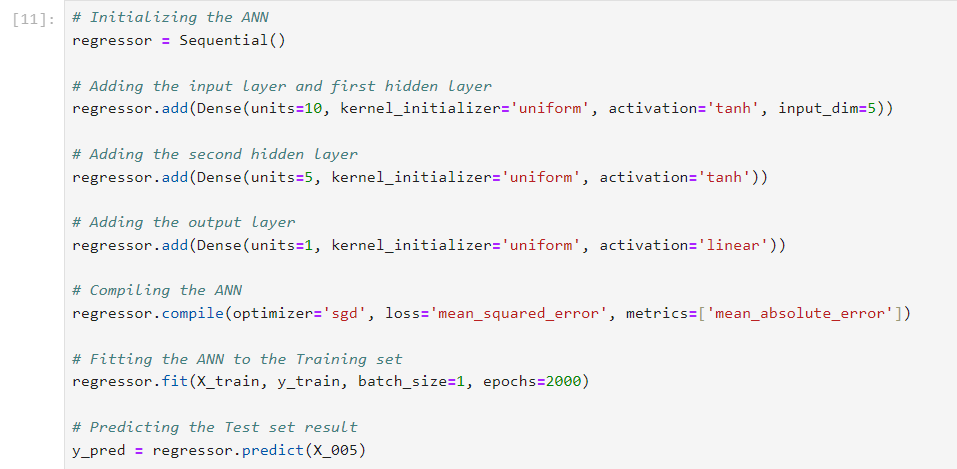 [11]:
# Initializing the ANN
regressor = Sequential()
# Adding the input layer and first hidden layer
regressor.add(Dense(units=10, kernel_initializer='uniform', activation='tanh', input_dim=5))
# Adding the second hidden layer
regressor.add(Dense(units=5, kernel_initializer='uniform', activation='tanh'))
# Adding the output layer
regressor.add(Dense(units=1, kernel_initializer='uniform', activation='linear'))
# Compiling the ANN
regressor.compile(optimizer='sgd', loss='mean_squared_error', metrics=['mean_absolute_error'])
# Fitting the ANN to the Training set
regressor.fit(X_train, y_train, batch_size=1, epochs=2000)
# Predicting the Test set result
y_pred = regressor.predict(X_005)